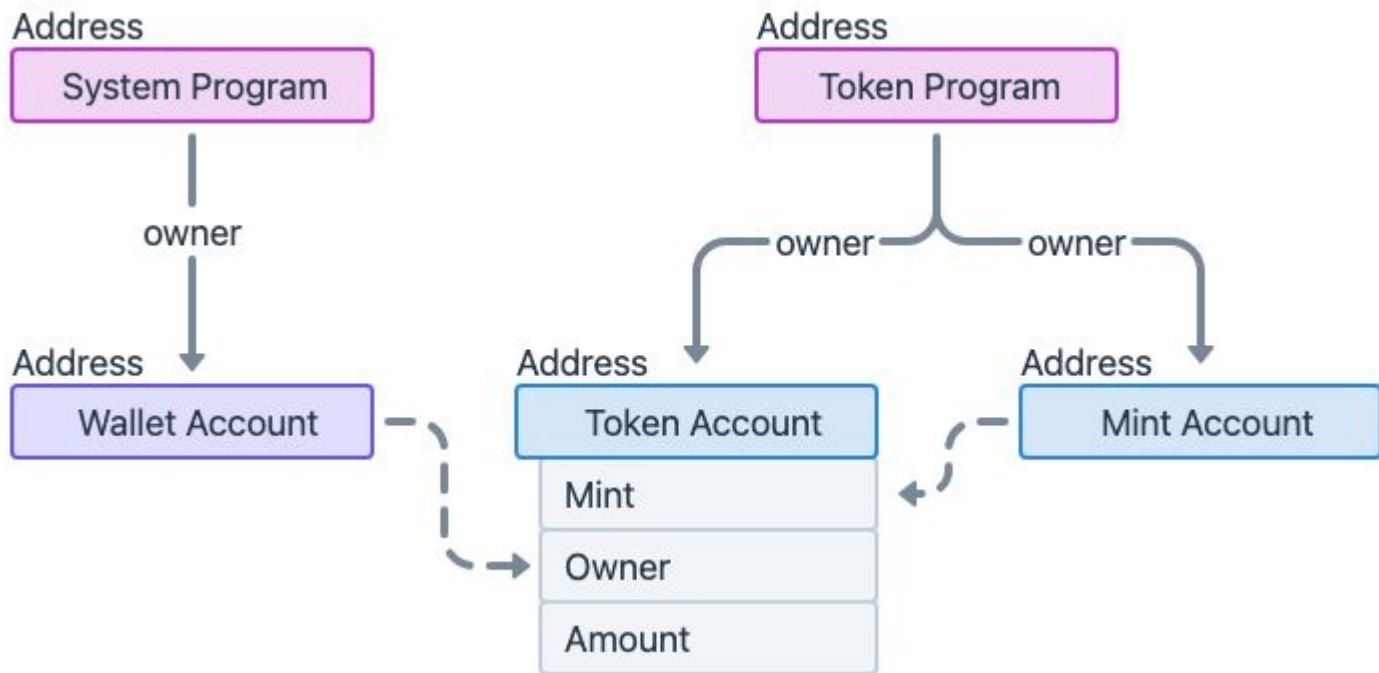 Address
System Program
Address
Token Program
owner
owner
owner
Address
Wallet Account
Address
Token Account
Address
Mint Account
Mint
Owner
Amount